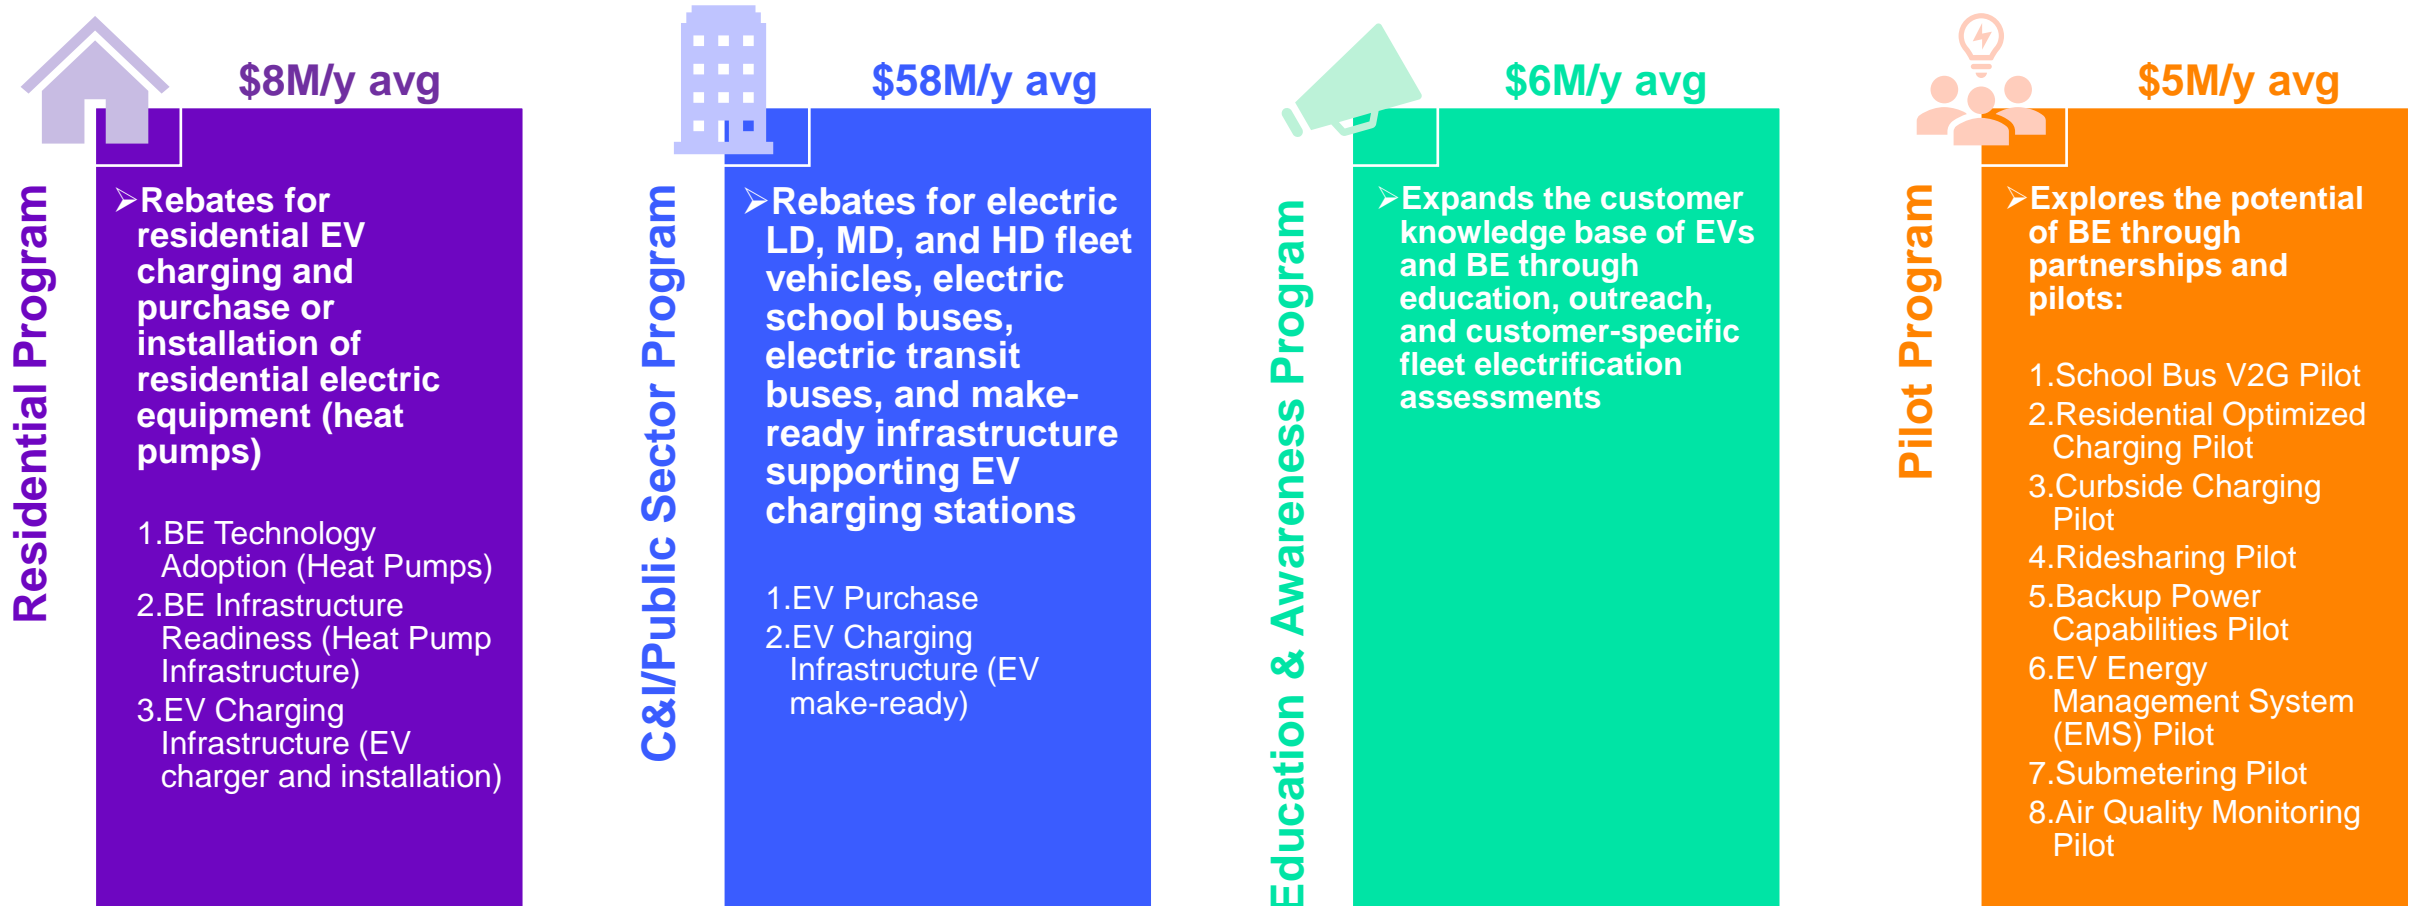 $8M/y avg
Residential Program
➢Rebates for
residential EV
charging and
purchase or
installation of
residential electric
equipment (heat
pumps)
1.BE Technology
Adoption (Heat Pumps)
2.BE Infrastructure
Readiness (Heat Pump
Infrastructure)
3.EV Charging
Infrastructure (EV
charger and installation)
$58M/y avg
C&I/Public Sector Program
➢Rebates for electric
LD, MD, and HD fleet
vehicles, electric
school buses,
electric transit
buses, and make-
ready infrastructure
supporting EV
charging stations
1.EV Purchase
2.EV Charging
Infrastructure (EV
make-ready)
$6M/y avg
Education & Awareness Program
➢Expands the customer
knowledge base of EVs
and BE through
education, outreach,
and customer-specific
fleet electrification
assessments
$5M/y avg
Pilot Program
➢Explores the potential
of BE through
partnerships and
pilots:
1.School Bus V2G Pilot
2.Residential Optimized
Charging Pilot
3.Curbside Charging
Pilot
4.Ridesharing Pilot
5.Backup Power
Capabilities Pilot
6.EV Energy
Management System
(EMS) Pilot
7.Submetering Pilot
8.Air Quality Monitoring
Pilot